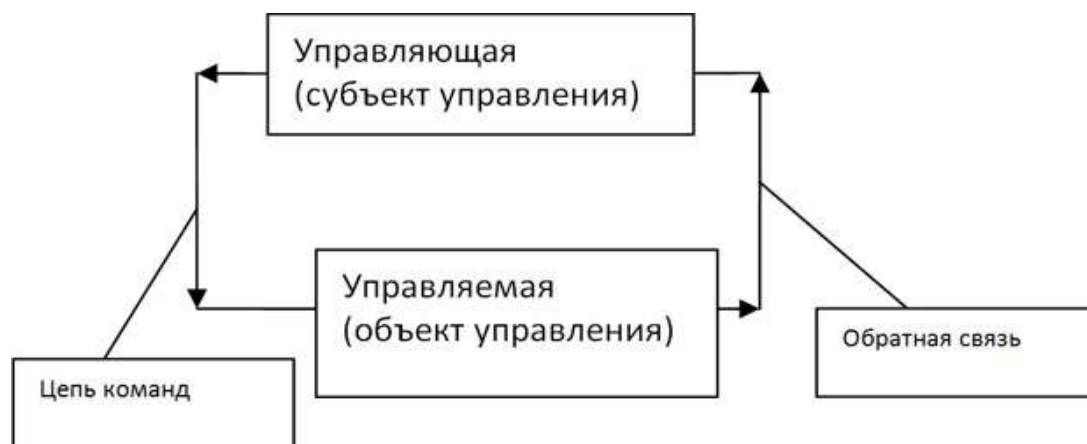 Управляющая
(субъект управления)
Управляемая
(объект управления)
Обратная связь
Цепь команд